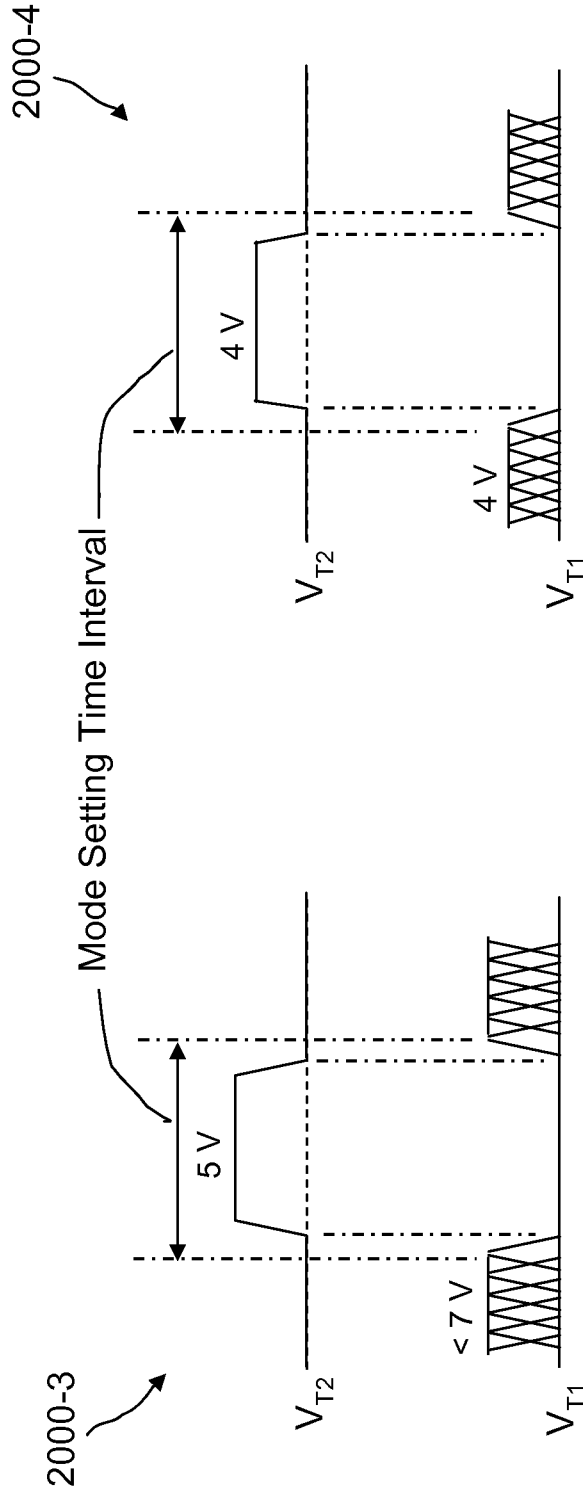 Mode Setting Time Interval
2000-3
5 V
V_T2
< 7 V
V_T1
2000-4
4 V
V_T2
4 V
V_T1